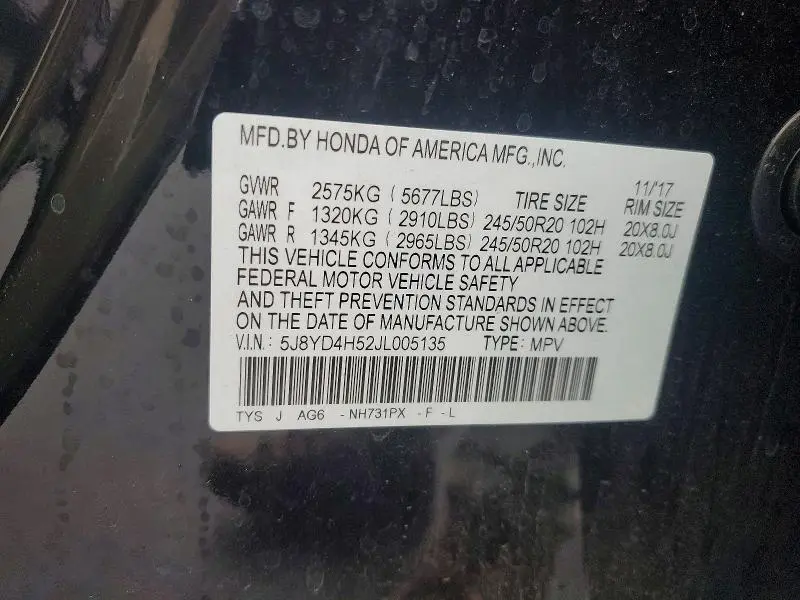 MFD.BY HONDA OF AMERICA MFG.,INC.
11/'17
GVWR 2575KG (5677LBS) TIRE SIZE RIM SIZE
GAWR F 1320KG (2910LBS) 245/50R20 102H 20X8.0J
GAWR R 1345KG (2965LBS) 245/50R20 102H 20X8.0J
THIS VEHICLE CONFORMS TO ALL APPLICABLE
FEDERAL MOTOR VEHICLE SAFETY
AND THEFT PREVENTION STANDARDS IN EFFECT
ON THE DATE OF MANUFACTURE SHOWN ABOVE.
V.I.N.: 5J8YD4H52JL005135 TYPE: MPV
TYS J AG6 -NH731PX -F -L